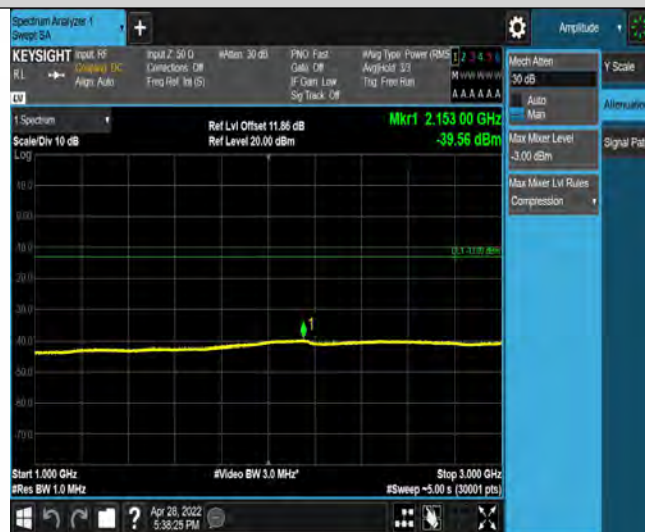 Spectrum Analyzer 1
Swept SA
+
Amplitude
KEYSIGHT
RL
Input: RF
Coupling: DC
Align: Auto
Input Z: 50 Ω
Corrections: Off
Freq Ref: Int (S)
#Atten: 30 dB
PNO: Fast
Gate: Off
IF Gain: Low
Sig Track: Off
#Avg Type: Power (RMS
Avg|Hold: 3/3
Trig: Free Run
1 2 3 4 5 6
M W W W W W
A A A A A A
LV
1 Spectrum
Scale/Div 10 dB
Log
Ref Lvl Offset 11.86 dB
Ref Level 20.00 dBm
Mkr1 2.153 00 GHz
-39.56 dBm
10.0
0.00
-10.0
DL1 -13.00 dBm
-20.0
-30.0
1
-40.0
-50.0
-60.0
-70.0
Start 1.000 GHz
#Res BW 1.0 MHz
#Video BW 3.0 MHz*
Stop 3.000 GHz
#Sweep ~5.00 s (30001 pts)
Mech Atten
30 dB
Auto
Man
Max Mixer Level
-3.00 dBm
Max Mixer Lvl Rules
Compression
Y Scale
Attenuation
Signal Pat
?
Apr 28, 2022
5:38:25 PM